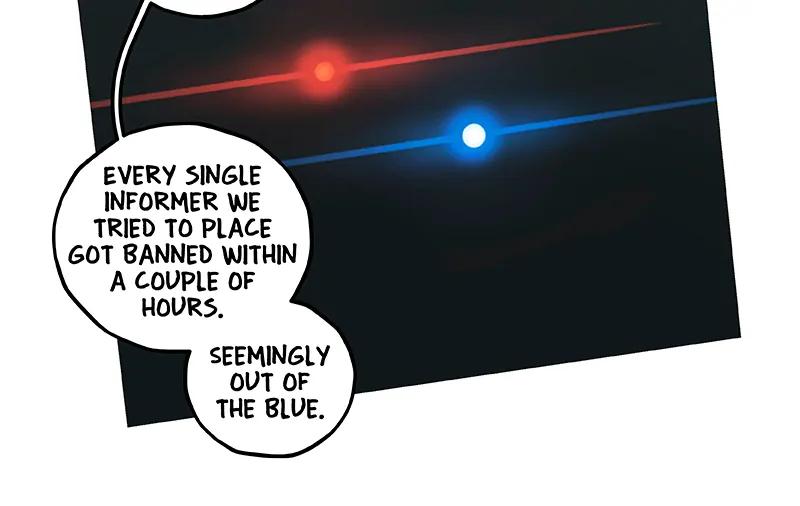 EVERY SINGLE
INFORMER WE
TRIED TO PLACE
GOT BANNED WITHIN
A COUPLE OF
HOURS.
SEEMINGLY
OUT OF
THE BLUE.